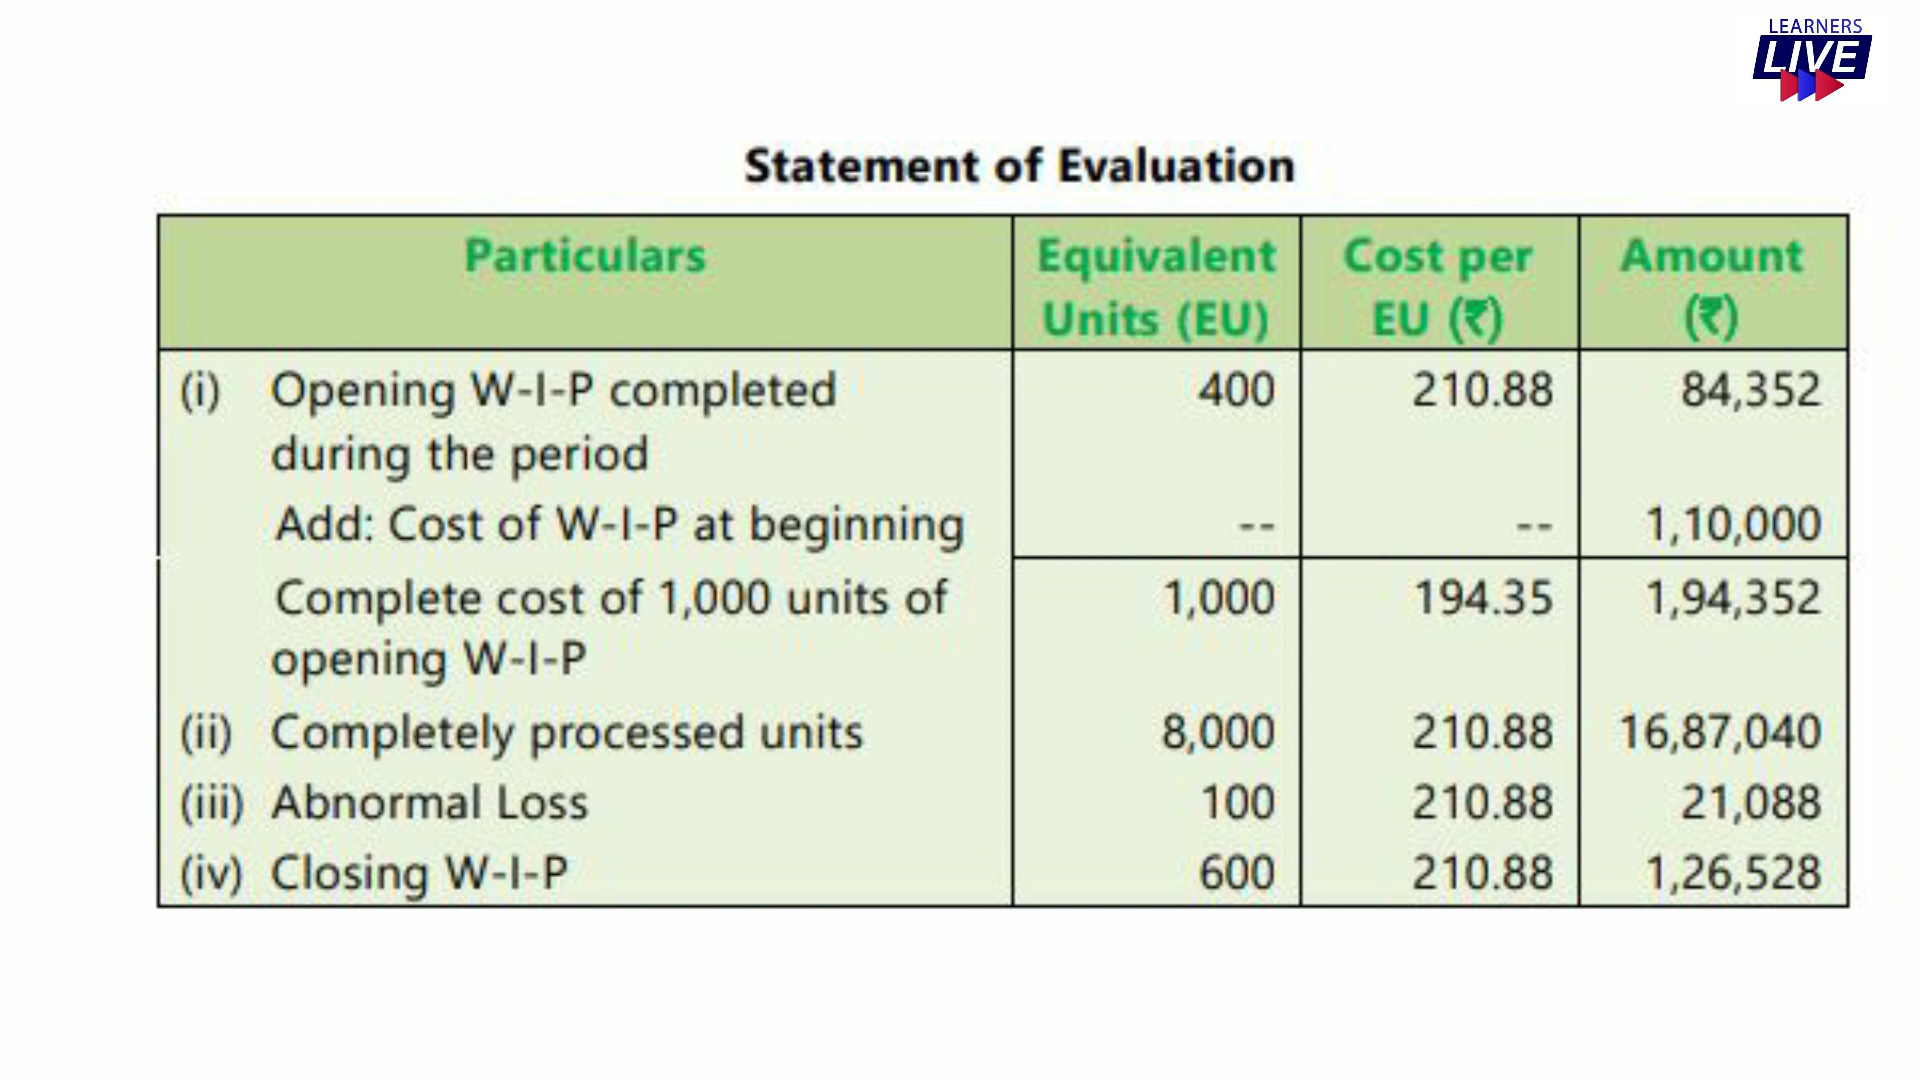 LEARNERS
LIVE
Statement of Evaluation
Particulars Equivalent Units (EU) Cost per EU (₹) Amount (₹)
(i) Opening W-I-P completed 400 210.88 84,352
during the period
Add: Cost of W-I-P at beginning -- -- 1,10,000
Complete cost of 1,000 units of 1,000 194.35 1,94,352
opening W-I-P
(ii) Completely processed units 8,000 210.88 16,87,040
(iii) Abnormal Loss 100 210.88 21,088
(iv) Closing W-I-P 600 210.88 1,26,528